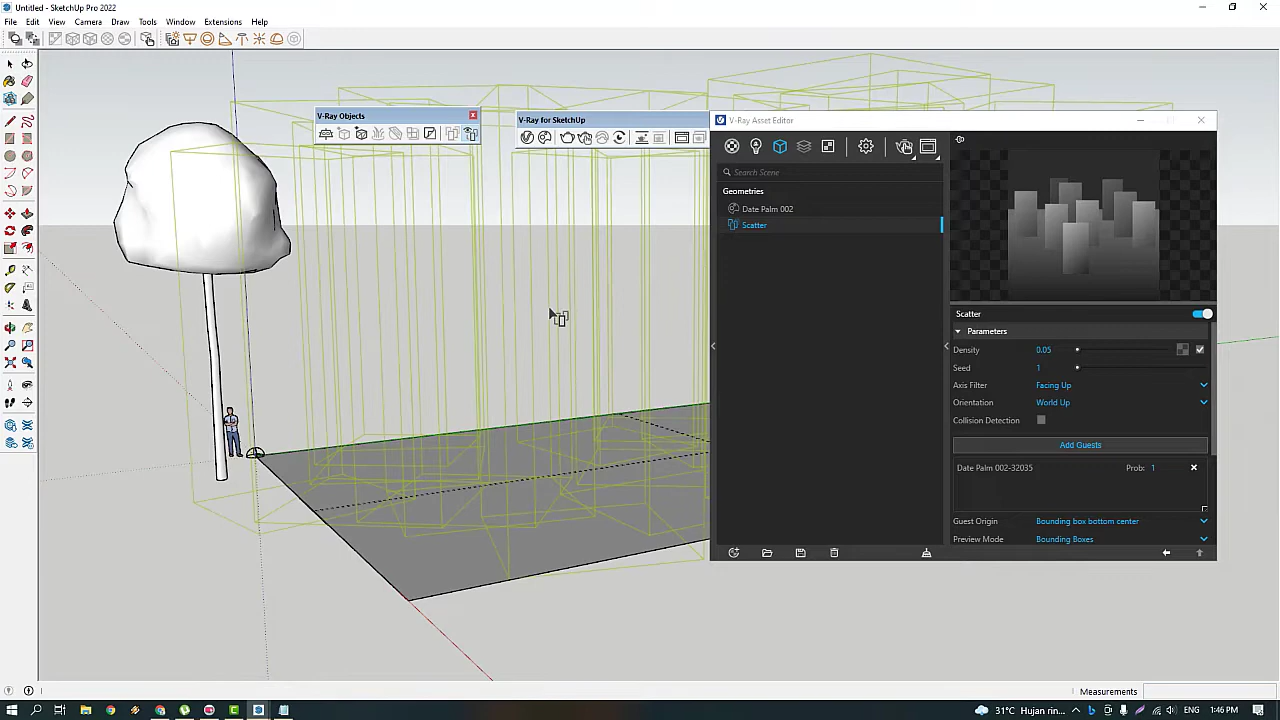 Untitled - SketchUp Pro 2022
File Edit View Camera Draw Tools Window Extensions Help
V-Ray Objects
V-Ray for SketchUp
V-Ray Asset Editor
Search Scene
Geometries
Date Palm 002
Scatter
Scatter
Parameters
Density 0.05
Seed 1
Axis Filter Facing Up
Orientation World Up
Collision Detection
Add Guests
Date Palm 002-32035 Prob: 1
Guest Origin Bounding box bottom center
Preview Mode Bounding Boxes
Measurements
31°C Hujan rin... ENG 1:46 PM